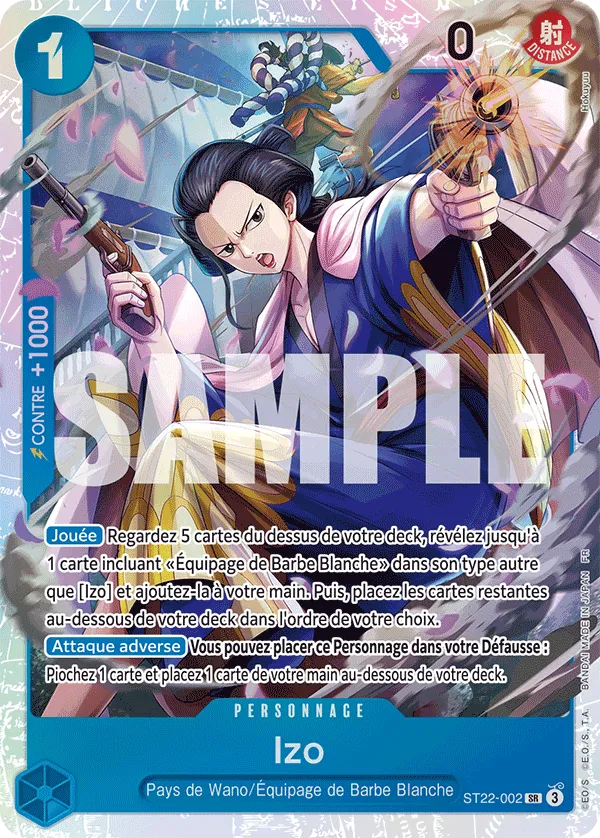 1
0
射
DISTANCE
Hokuyuu
CONTRE +1000
SAMPLE
Jouée Regardez 5 cartes du dessus de votre deck, révélez jusqu'à
1 carte incluant «Équipage de Barbe Blanche» dans son type autre
que [Izo] et ajoutez-la à votre main. Puis, placez les cartes restantes
au-dessous de votre deck dans l'ordre de votre choix.
Attaque adverse Vous pouvez placer ce Personnage dans votre Défausse :
Piochez 1 carte et placez 1 carte de votre main au-dessous de votre deck.
PERSONNAGE
Izo
Pays de Wano/Équipage de Barbe Blanche
ST22-002 SR 3
©EO/S ©E.O./S., T.A. BANDAI MADE IN JAPAN FR